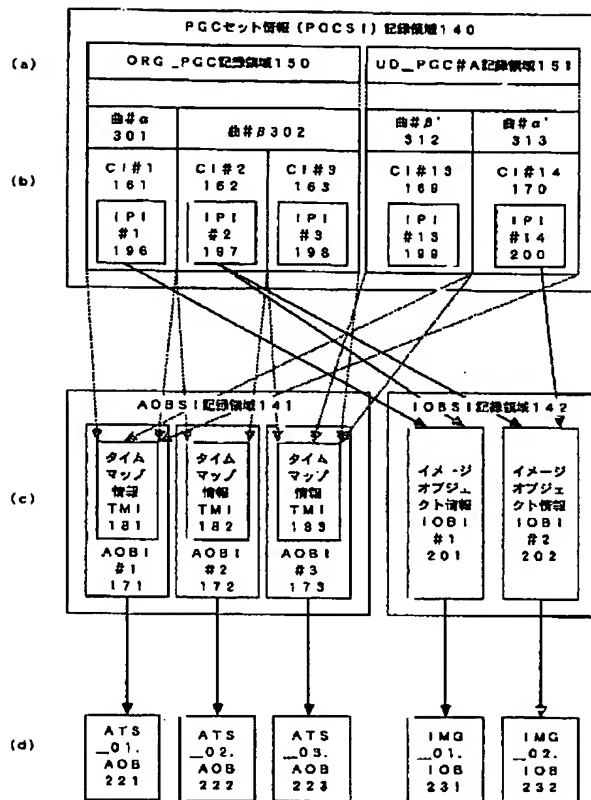 PGCセット情報 (POCSI) 記録領域140
(a)
ORG_PGC記録領域150
UD_PGC#A記録領域151
曲#α
301
曲#β302
曲#β'
312
曲#α'
313
(b)
CI#1
161
CI#2
162
CI#3
163
CI#13
169
CI#14
170
IPI
#1
196
IPI
#2
197
IPI
#3
198
IPI
#13
199
IPI
#14
200
AOBSI記録領域141
IOBSI記録領域142
(c)
タイム
マップ
情報
TMI
181
タイム
マップ
情報
TMI
182
タイム
マップ
情報
TMI
183
イメージ
オブジェ
クト情報
IOBI
#1
201
イメージ
オブジェ
クト情報
IOBI
#2
202
AOBI
#1
171
AOBI
#2
172
AOBI
#3
173
(d)
ATS
_01.
AOB
221
ATS
_02.
AOB
222
ATS
_03.
AOB
223
IMG
_01.
IOB
231
IMG
_02.
IOB
232